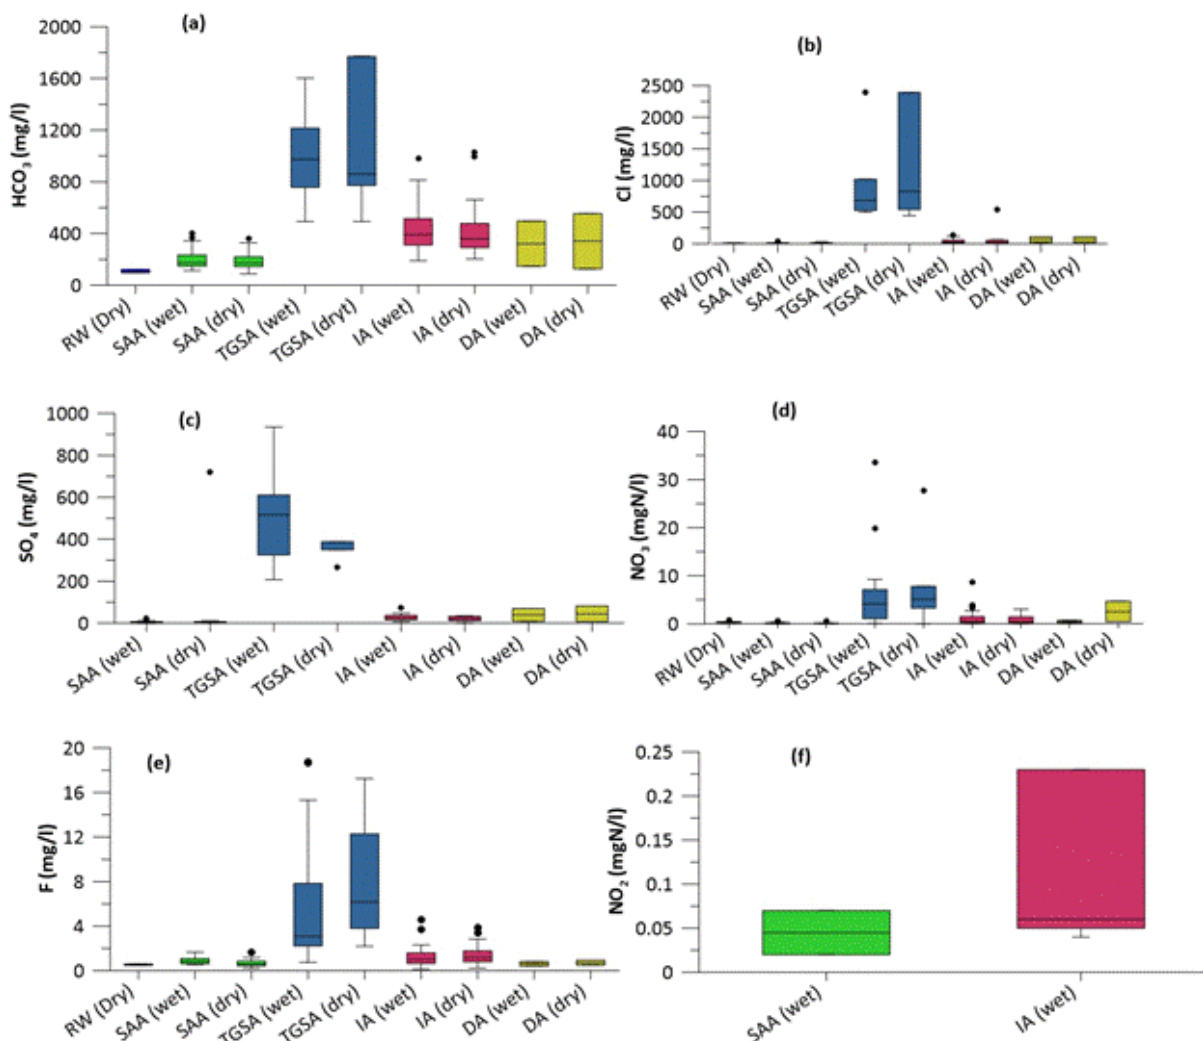 (a)
HCO3 (mg/l)
2000
1600
1200
800
400
0
RW (Dry)
SAA (wet)
SAA (dry)
TGSA (wet)
TGSA (dryt)
IA (wet)
IA (dry)
DA (wet)
DA (dry)
(b)
Cl (mg/l)
2500
2000
1500
1000
500
0
RW (Dry)
SAA (wet)
SAA (dry)
TGSA (wet)
TGSA (dry)
IA (wet)
IA (dry)
DA (wet)
DA (dry)
(c)
SO4 (mg/l)
1000
800
600
400
200
0
SAA (wet)
SAA (dry)
TGSA (wet)
TGSA (dry)
IA (wet)
IA (dry)
DA (wet)
DA (dry)
(d)
NO3 (mgN/l)
40
30
20
10
0
RW (Dry)
SAA (wet)
SAA (dry)
TGSA (wet)
TGSA (dry)
IA (wet)
IA (dry)
DA (wet)
DA (dry)
(e)
F (mg/l)
20
16
12
8
4
0
RW (Dry)
SAA (wet)
SAA (dry)
TGSA (wet)
TGSA (dry)
IA (wet)
IA (dry)
DA (wet)
DA (dry)
(f)
NO2 (mgN/l)
0.25
0.2
0.15
0.1
0.05
0
SAA (wet)
IA (wet)